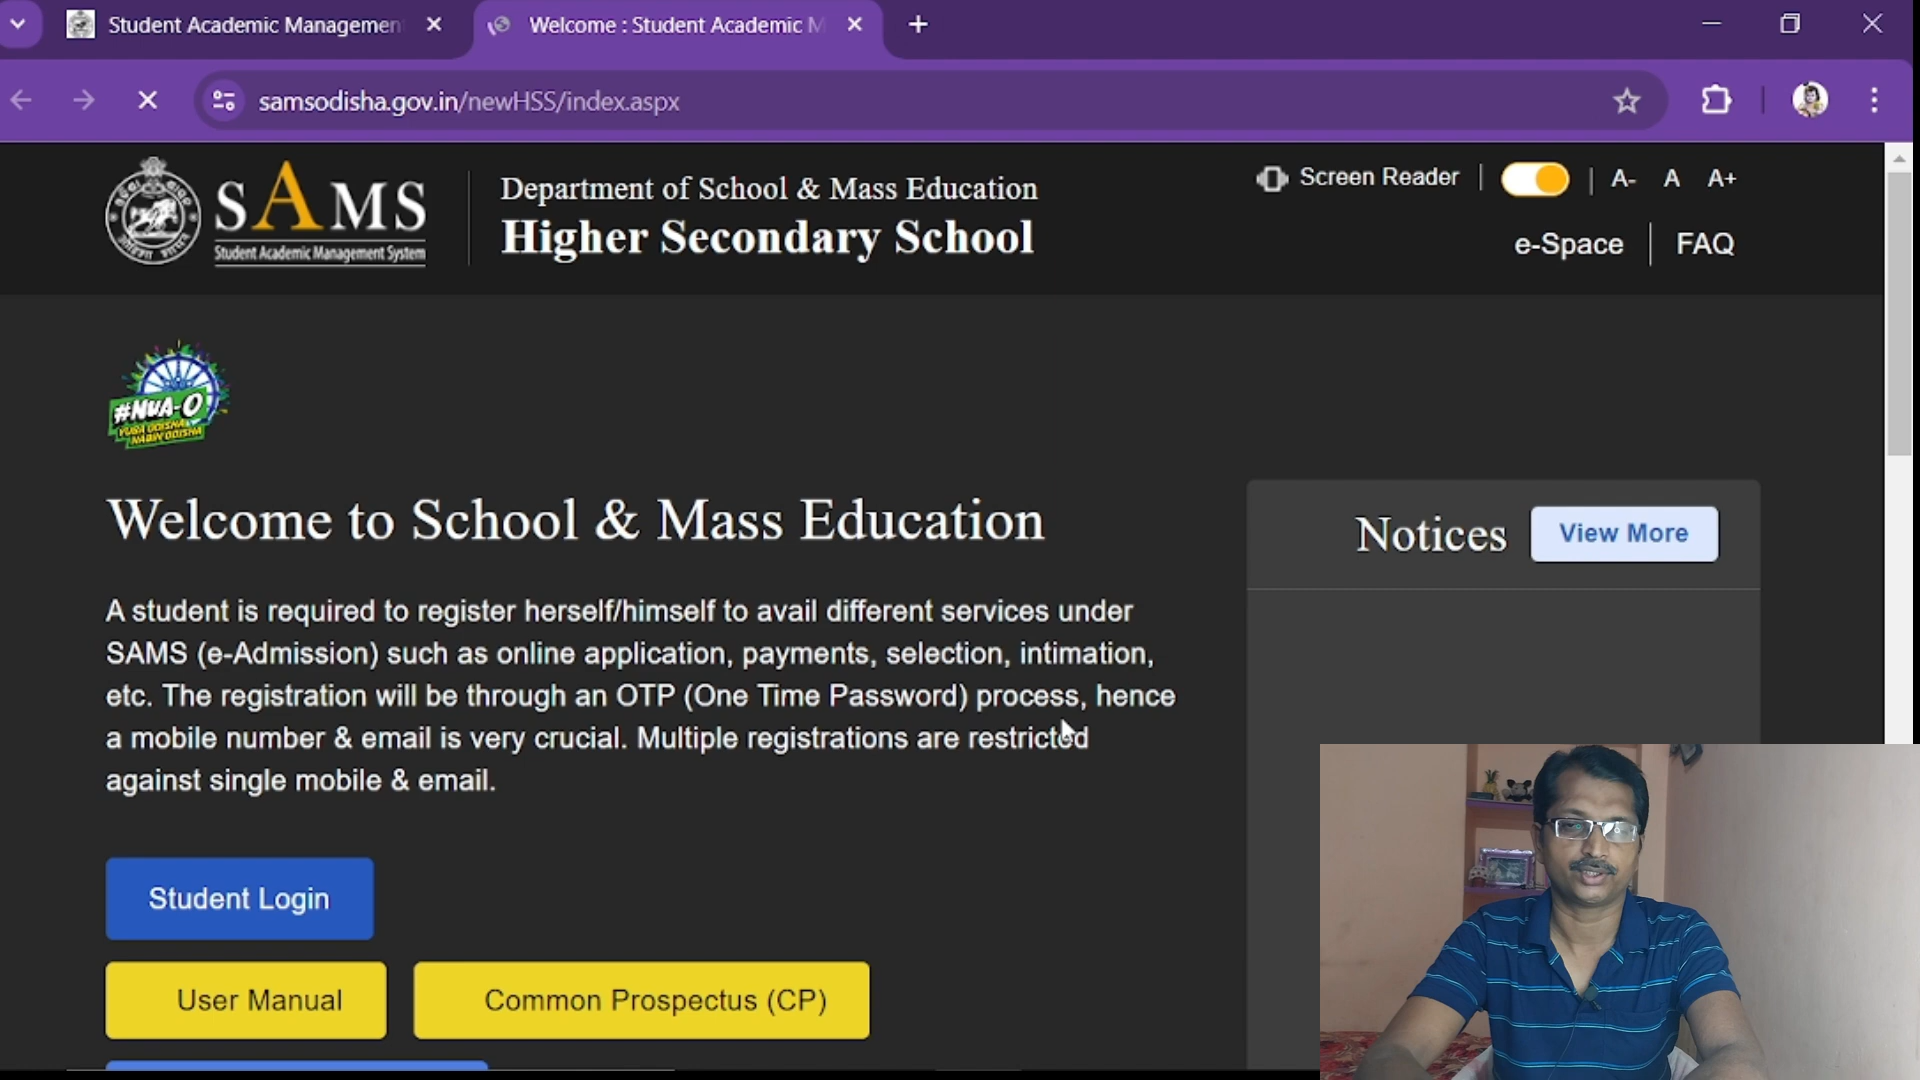 Student Academic Managemen
Welcome : Student Academic M
samsodisha.gov.in/newHSS/index.aspx
SAMS
Student Academic Management System
Department of School & Mass Education
Higher Secondary School
Screen Reader
A- A A+
e-Space
FAQ
#NUA-O
YUBA ODISHA
NABIN ODISHA
Welcome to School & Mass Education
A student is required to register herself/himself to avail different services under
SAMS (e-Admission) such as online application, payments, selection, intimation,
etc. The registration will be through an OTP (One Time Password) process, hence
a mobile number & email is very crucial. Multiple registrations are restricted
against single mobile & email.
Student Login
User Manual
Common Prospectus (CP)
Notices
View More